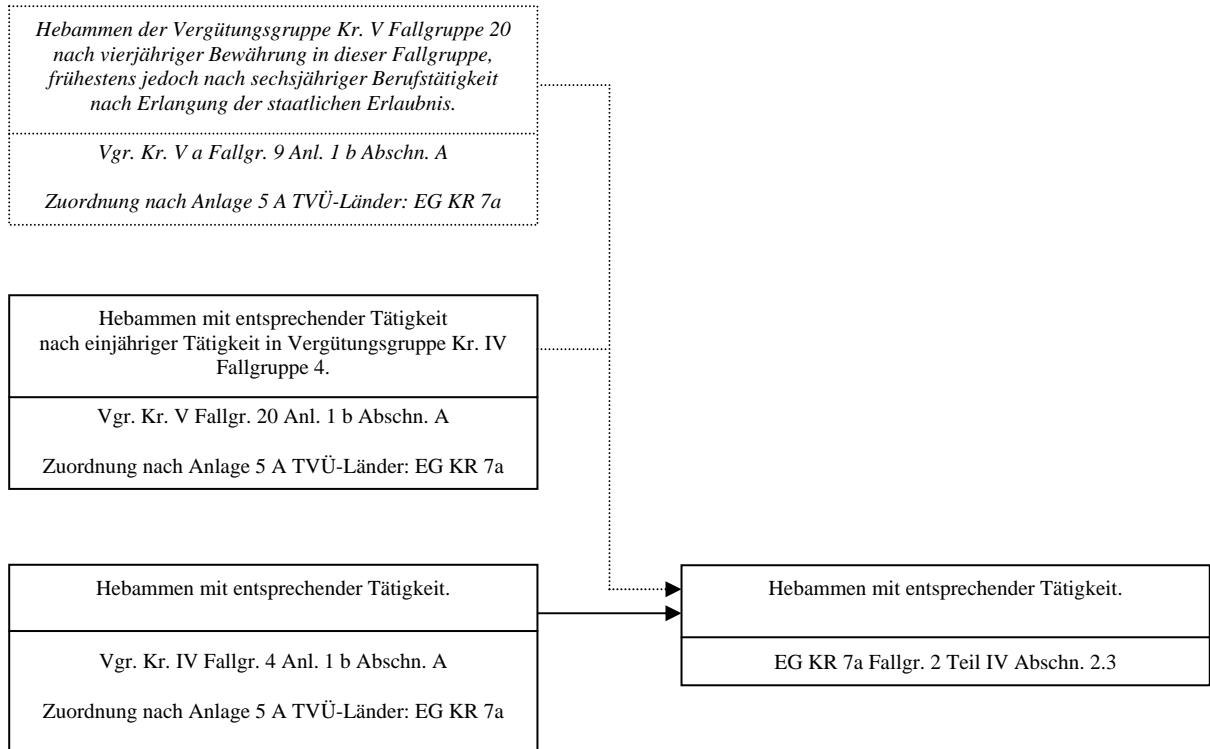 Hebammen der Vergütungsgruppe Kr. V Fallgruppe 20
nach vierjähriger Bewährung in dieser Fallgruppe,
frühestens jedoch nach sechsjähriger Berufstätigkeit
nach Erlangung der staatlichen Erlaubnis.
Vgr. Kr. V a Fallgr. 9 Anl. 1 b Abschn. A
Zuordnung nach Anlage 5 A TVÜ-Länder: EG KR 7a
Hebammen mit entsprechender Tätigkeit
nach einjähriger Tätigkeit in Vergütungsgruppe Kr. IV
Fallgruppe 4.
Vgr. Kr. V Fallgr. 20 Anl. 1 b Abschn. A
Zuordnung nach Anlage 5 A TVÜ-Länder: EG KR 7a
Hebammen mit entsprechender Tätigkeit.
Vgr. Kr. IV Fallgr. 4 Anl. 1 b Abschn. A
Zuordnung nach Anlage 5 A TVÜ-Länder: EG KR 7a
Hebammen mit entsprechender Tätigkeit.
EG KR 7a Fallgr. 2 Teil IV Abschn. 2.3